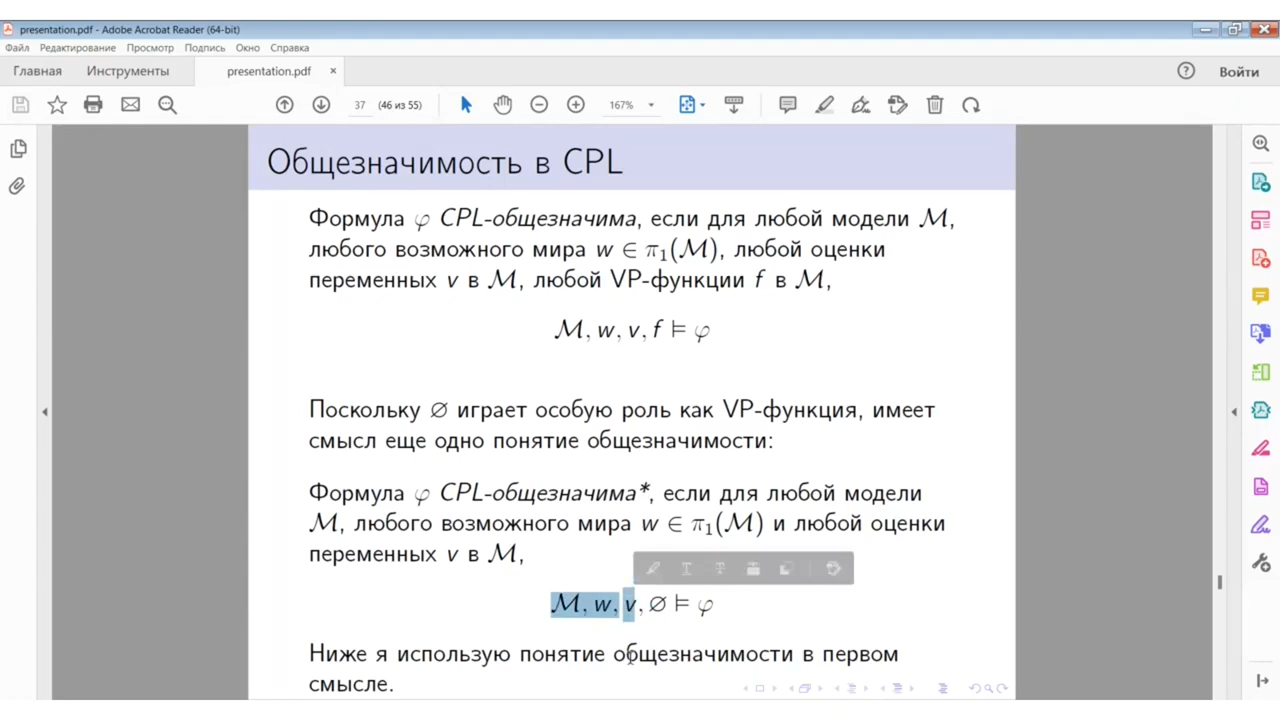 presentation.pdf - Adobe Acrobat Reader (64-bit)
Файл Редактирование Просмотр Подпись Окно Справка
Главная Инструменты presentation.pdf × Войти
37 (46 из 55) 167%
Общезначимость в CPL
Формула φ CPL-общезначима, если для любой модели ℳ,
любого возможного мира w ∈ π₁(ℳ), любой оценки
переменных v в ℳ, любой VP-функции f в ℳ,
ℳ, w, v, f ⊨ φ
Поскольку ∅ играет особую роль как VP-функция, имеет
смысл еще одно понятие общезначимости:
Формула φ CPL-общезначима*, если для любой модели
ℳ, любого возможного мира w ∈ π₁(ℳ) и любой оценки
переменных v в ℳ,
ℳ, w, v, ∅ ⊨ φ
Ниже я использую понятие общезначимости в первом
смысле.